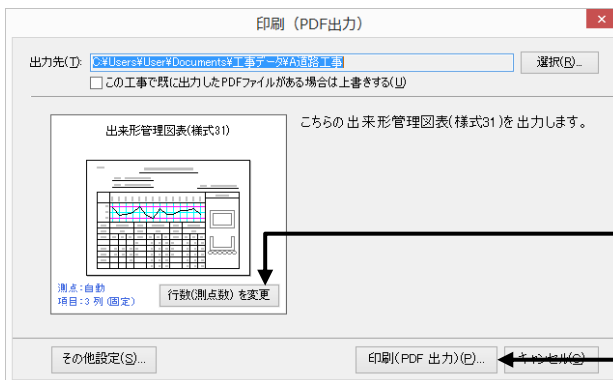 印刷（PDF出力）
出力先(T): C:¥Users¥User¥Documents¥工事データ¥A道路工事 選択(R)...
この工事で既に出力したPDFファイルがある場合は上書きする(U)
出来形管理図表(様式31)
こちらの出来形管理図表(様式31)を出力します。
測点：自動
項目：3 列 (固定)
行数(測点数) を変更
その他設定(S)... 印刷(PDF 出力)(P)... キャンセル(C)